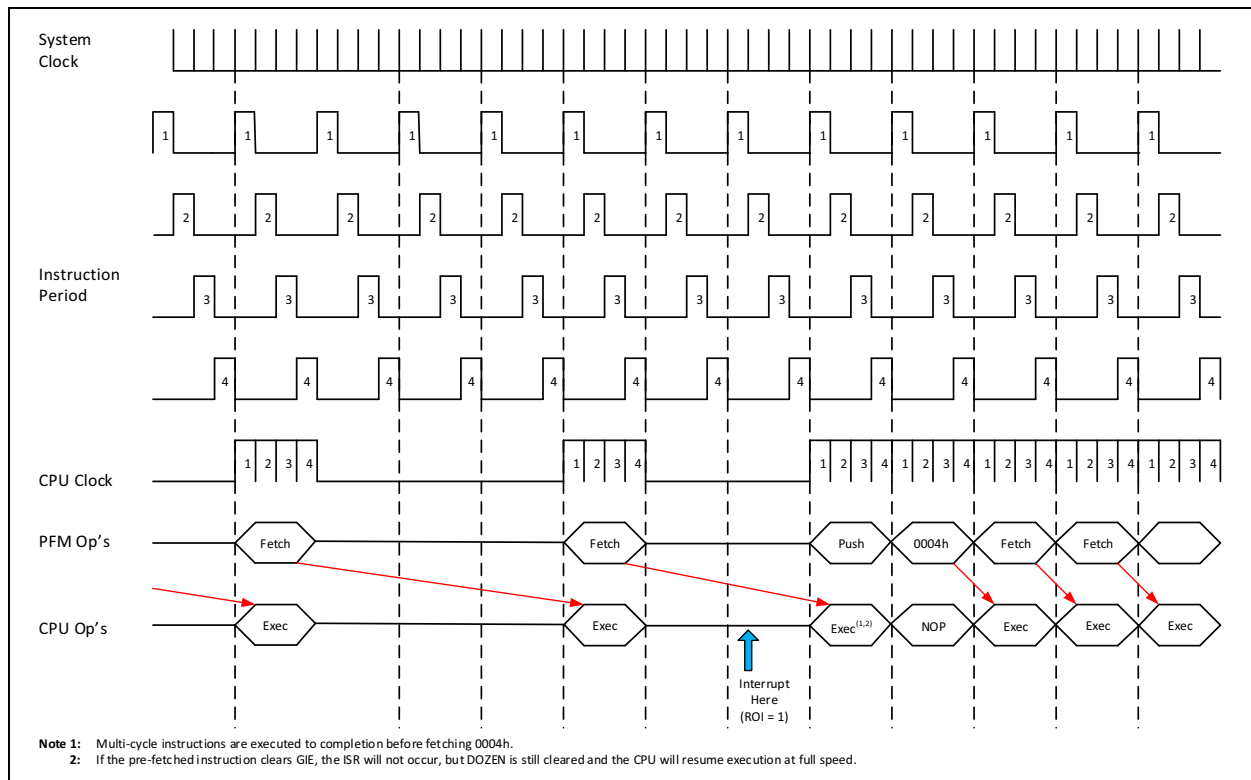 System
Clock
1 1 1 1 1 1 1 1 1 1 1 1 1
2 2 2 2 2 2 2 2 2 2 2 2 2
Instruction
Period
3 3 3 3 3 3 3 3 3 3 3 3 3
4 4 4 4 4 4 4 4 4 4 4 4 4
CPU Clock
1 2 3 4 1 2 3 4 1 2 3 4 1 2 3 4 1 2 3 4 1 2 3 4 1 2 3 4
PFM Op's
Fetch Fetch Push 0004h Fetch Fetch
CPU Op's
Exec Exec Exec(1,2) NOP Exec Exec Exec
Interrupt
Here
(ROI = 1)
Note 1: Multi-cycle instructions are executed to completion before fetching 0004h.
2: If the pre-fetched instruction clears GIE, the ISR will not occur, but DOZEN is still cleared and the CPU will resume execution at full speed.